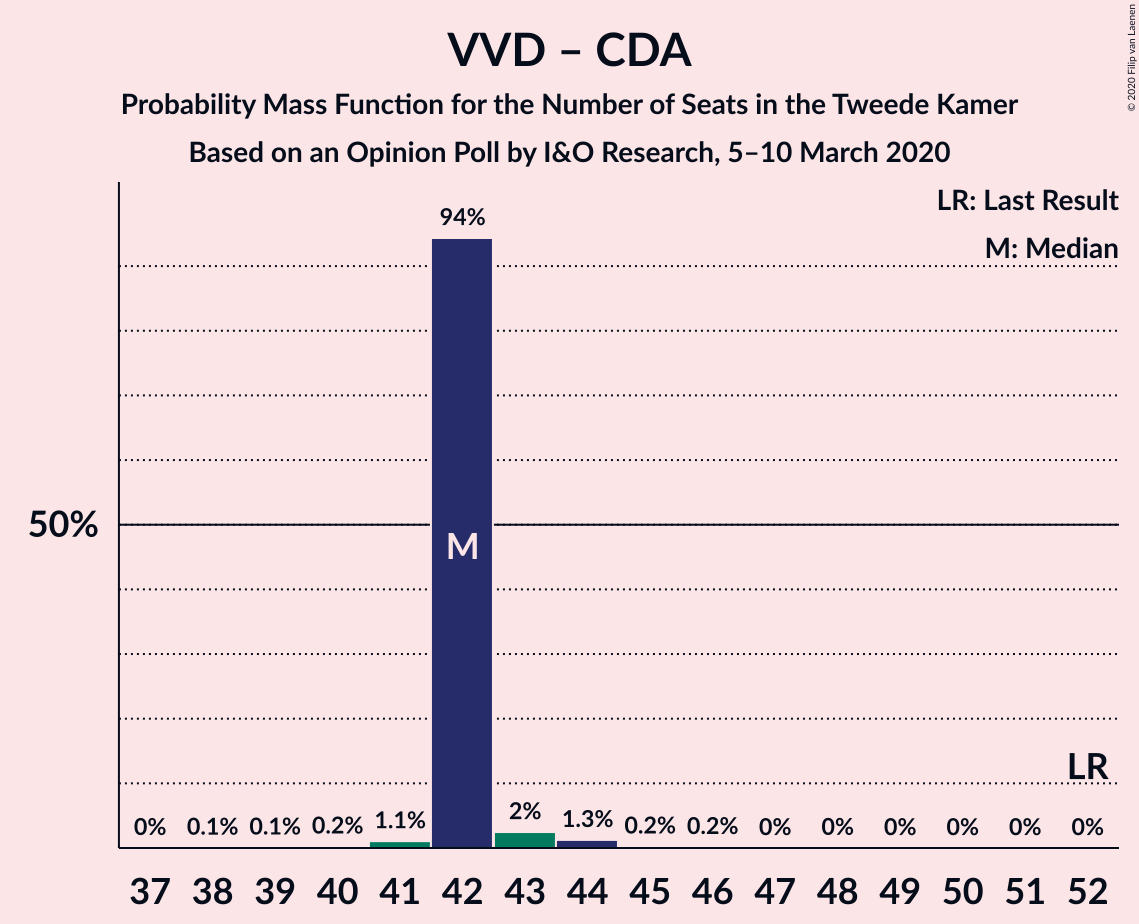 VVD – CDA
Probability Mass Function for the Number of Seats in the Tweede Kamer
Based on an Opinion Poll by I&O Research, 5–10 March 2020
© 2020 Filip van Laenen
LR: Last Result
M: Median
94%
50%
M
LR
0% 0.1% 0.1% 0.2% 1.1% 2% 1.3% 0.2% 0.2% 0% 0% 0% 0% 0% 0%
37 38 39 40 41 42 43 44 45 46 47 48 49 50 51 52